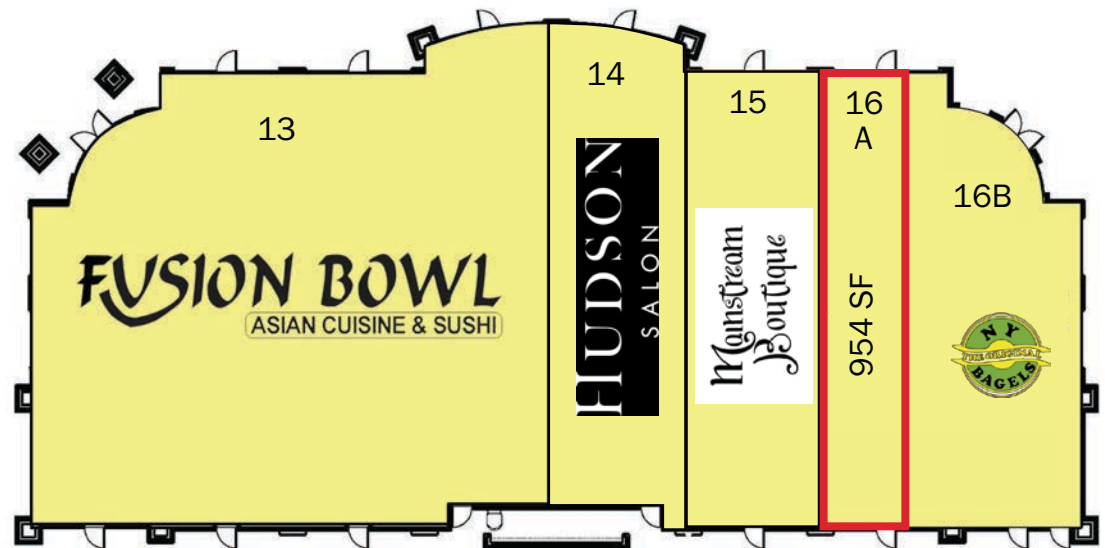 13
FUSION BOWL
ASIAN CUISINE & SUSHI
14
HUDSON
SALON
15
Mainstream
Boutique
16
A
954 SF
16B
NY
THE ORIGINAL
BAGELS